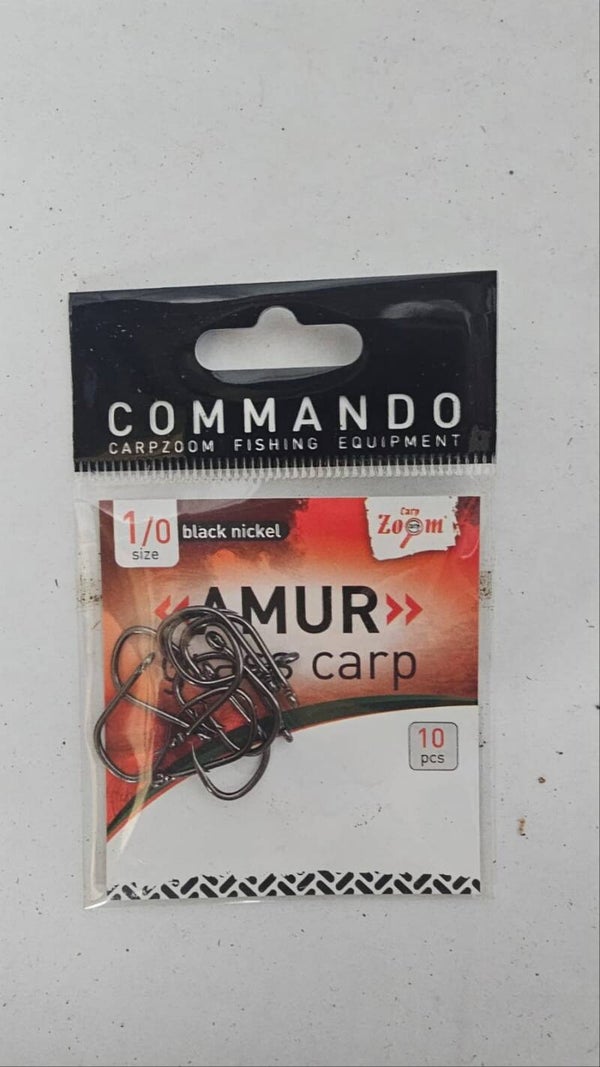 COMMANDO
CARPZOOM FISHING EQUIPMENT
1/0
size
black nickel
Carp
Zoom
«AMUR»
carp
10
pcs